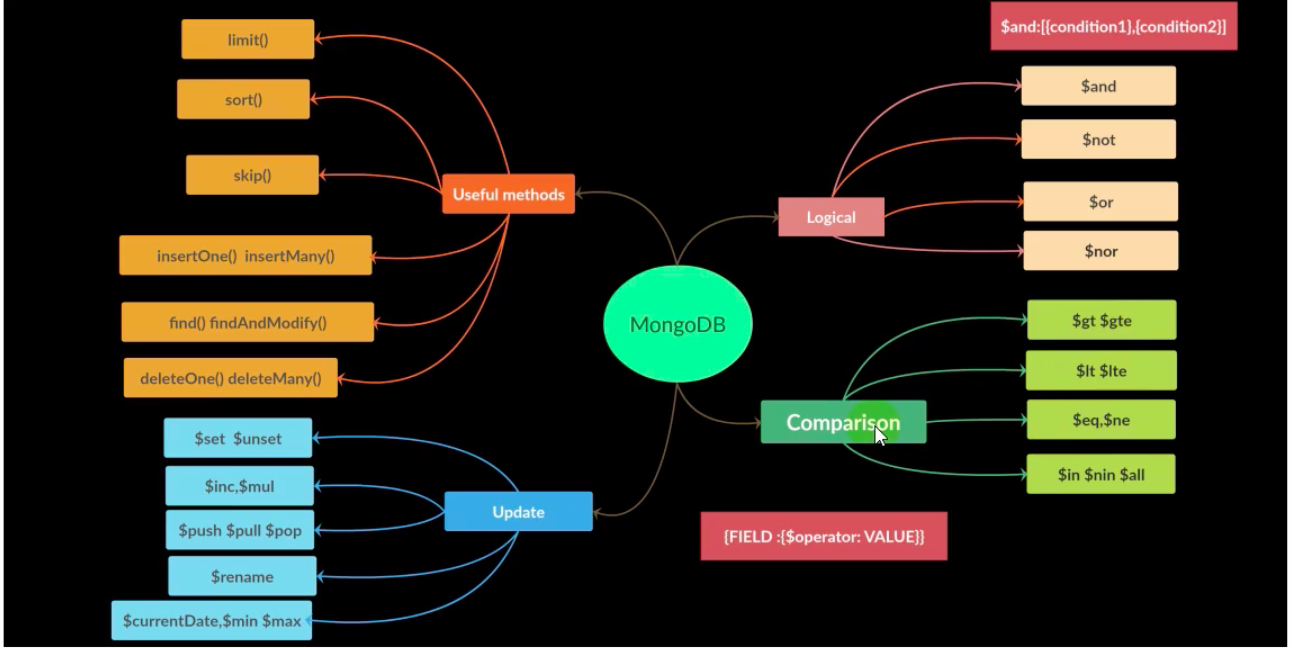 $and:[{condition1},{condition2}]
limit()
sort()
skip()
Useful methods
insertOne()  insertMany()
find() findAndModify()
deleteOne() deleteMany()
$set  $unset
$inc,$mul
$push $pull $pop
$rename
$currentDate,$min $max
Update
MongoDB
Logical
$and
$not
$or
$nor
Comparison
$gt $gte
$lt $lte
$eq,$ne
$in $nin $all
{FIELD :{$operator: VALUE}}